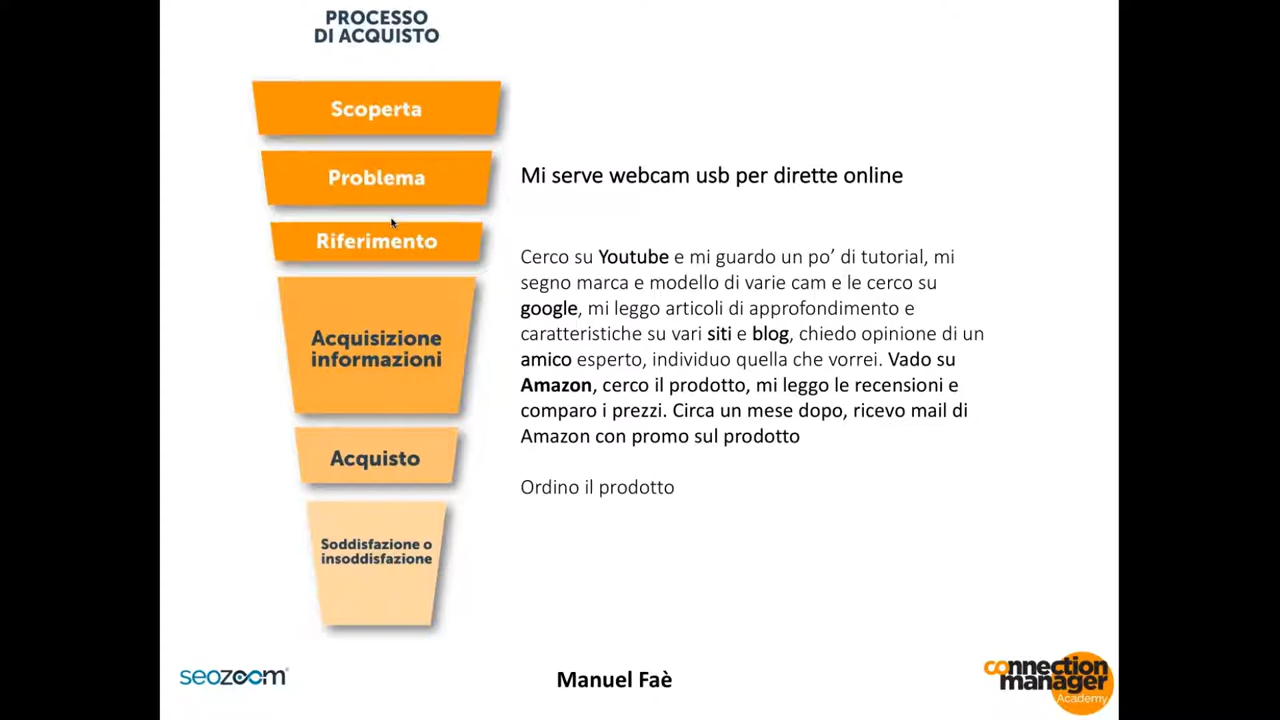 PROCESSO
DI ACQUISTO
Scoperta
Problema
Mi serve webcam usb per dirette online
Riferimento
Cerco su Youtube e mi guardo un po’ di tutorial, mi
segno marca e modello di varie cam e le cerco su
google, mi leggo articoli di approfondimento e
caratteristiche su vari siti e blog, chiedo opinione di un
amico esperto, individuo quella che vorrei. Vado su
Amazon, cerco il prodotto, mi leggo le recensioni e
comparo i prezzi. Circa un mese dopo, ricevo mail di
Amazon con promo sul prodotto
Acquisizione
informazioni
Acquisto
Ordino il prodotto
Soddisfazione o
insoddisfazione
seozoom
Manuel Faè
connection
manager
Academy